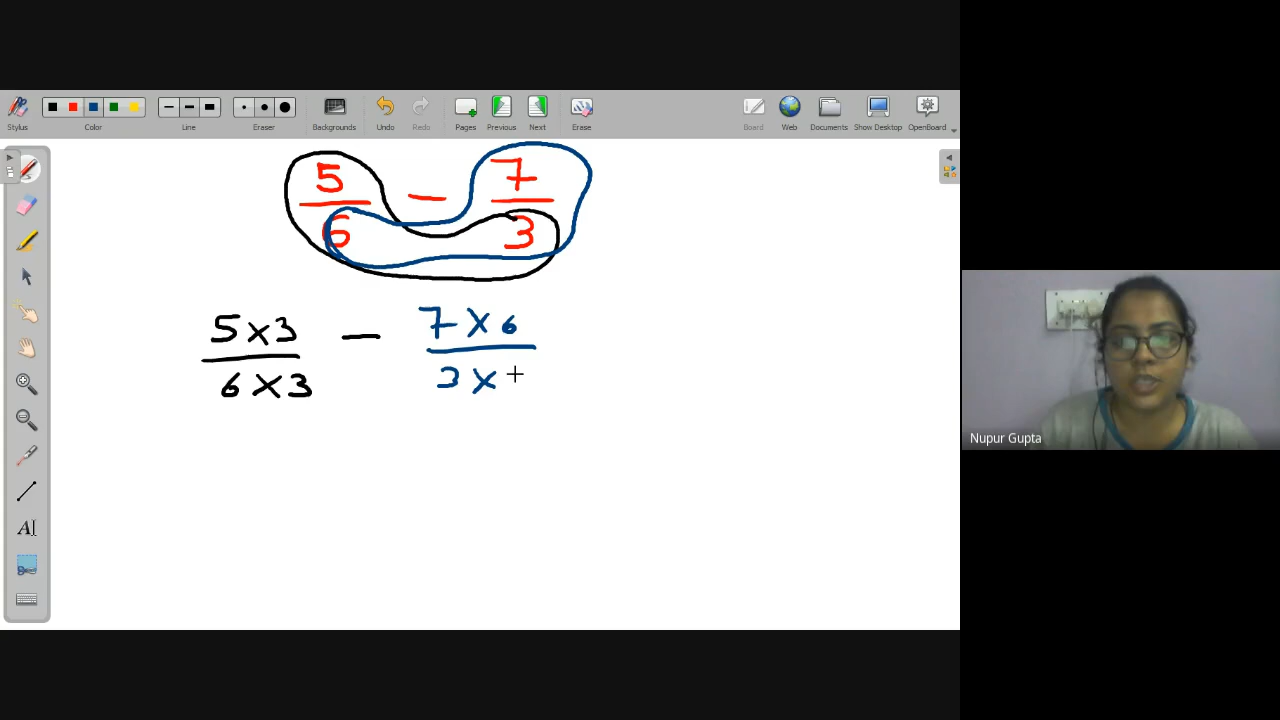 Stylus Color Line Eraser Backgrounds Undo Redo Pages Previous Next Erase Board Web Documents Show Desktop OpenBoard
5 - 7
6 3
5 x 3 - 7 x 6
6 x 3 3 x
AI
Nupur Gupta